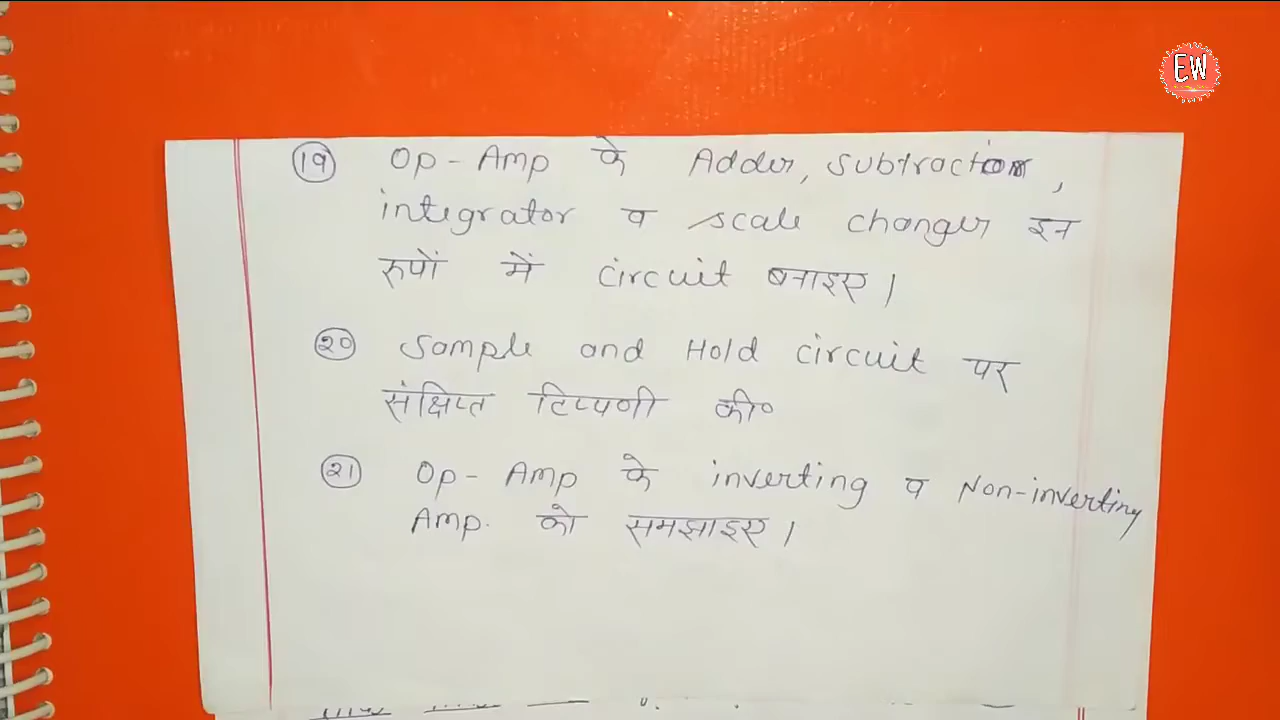 EW
(19) Op-Amp के Adder, Subtractor,
integrator व scale changer इन
रूपों में circuit बनाइए।
(20) Sample and Hold circuit पर
संक्षिप्त टिप्पणी की०
(21) Op-Amp के inverting व Non-inverting
Amp. को समझाइए।